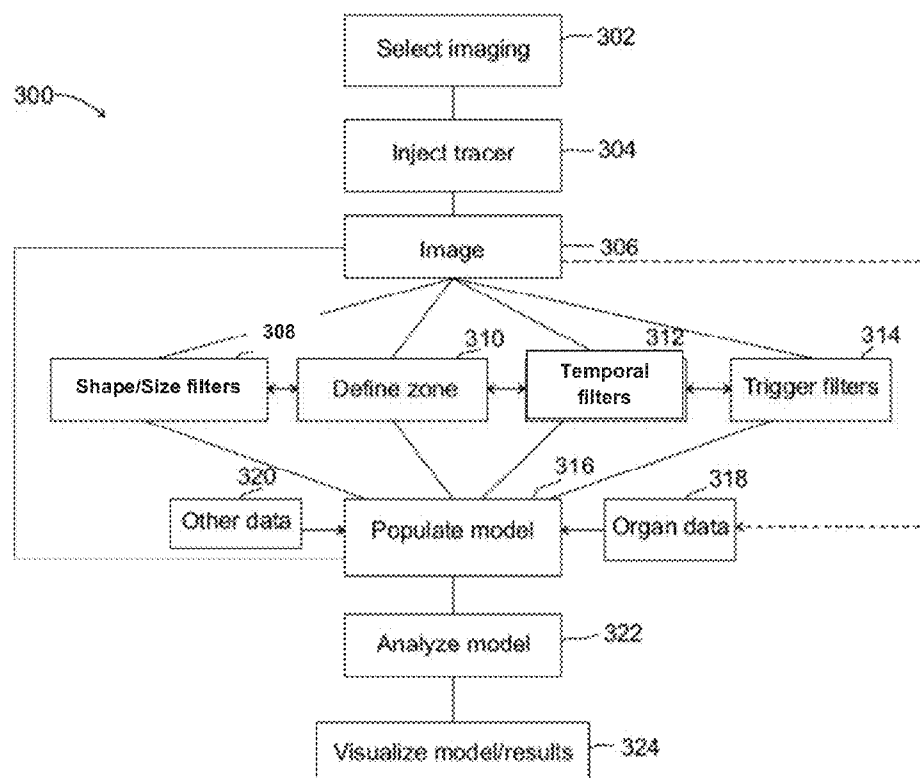 Select imaging
302
300
Inject tracer
304
Image
306
308
310
312
314
Shape/Size filters
Define zone
Temporal
filters
Trigger filters
316
320
318
Other data
Populate model
Organ data
Analyze model
322
Visualize model/results
324